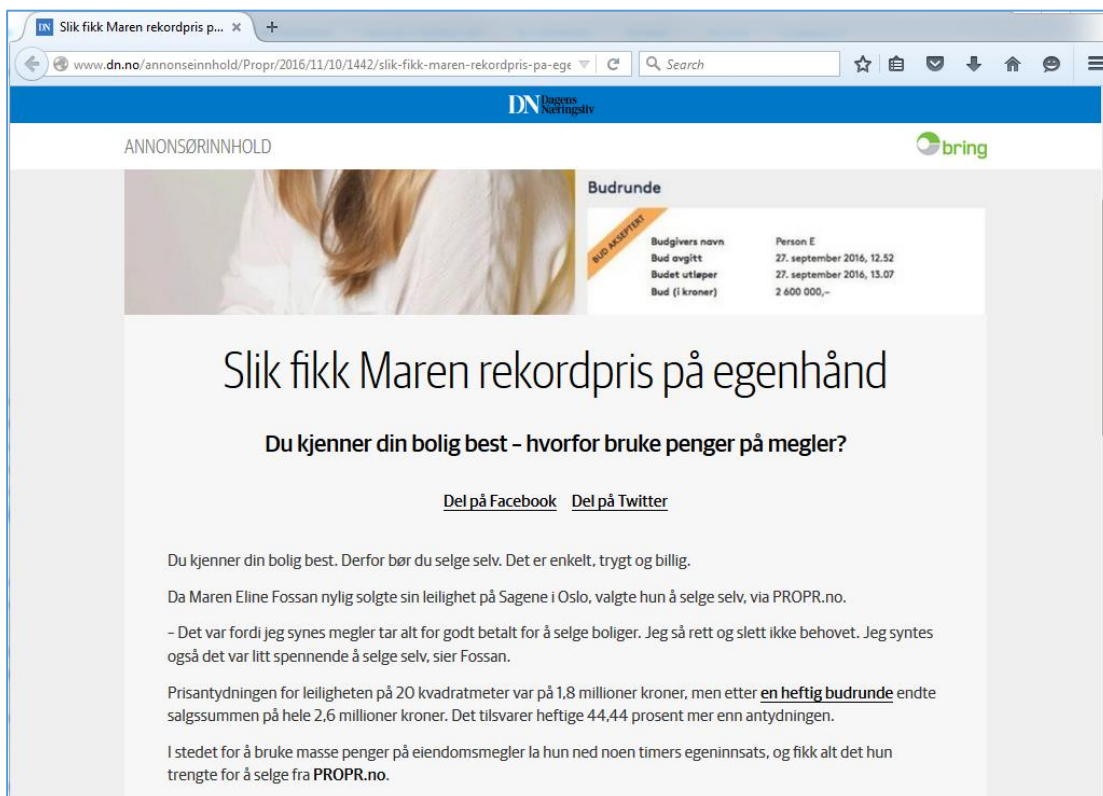 DN Slik fikk Maren rekordpris p... × +
www.dn.no/annonseinnhold/Propr/2016/11/10/1442/slik-fikk-maren-rekordpris-pa-ege Search
DN Dagens
Næringsliv
ANNONSØRINNHOLD
bring
Budrunde
BUD AKSEPTERT
Budgivers navn Person E
Bud avgitt 27. september 2016, 12.52
Budet utløper 27. september 2016, 13.07
Bud (i kroner) 2 600 000,–
Slik fikk Maren rekordpris på egenhånd
Du kjenner din bolig best – hvorfor bruke penger på megler?
Del på Facebook Del på Twitter
Du kjenner din bolig best. Derfor bør du selge selv. Det er enkelt, trygt og billig.
Da Maren Eline Fossan nylig solgte sin leilighet på Sagene i Oslo, valgte hun å selge selv, via PROPR.no.
– Det var fordi jeg synes megler tar alt for godt betalt for å selge boliger. Jeg så rett og slett ikke behovet. Jeg syntes
også det var litt spennende å selge selv, sier Fossan.
Prisantydningen for leiligheten på 20 kvadratmeter var på 1,8 millioner kroner, men etter en heftig budrunde endte
salgssummen på hele 2,6 millioner kroner. Det tilsvarer heftige 44,44 prosent mer enn antydningen.
I stedet for å bruke masse penger på eiendomsmegler la hun ned noen timers egeninnsats, og fikk alt det hun
trengte for å selge fra PROPR.no.